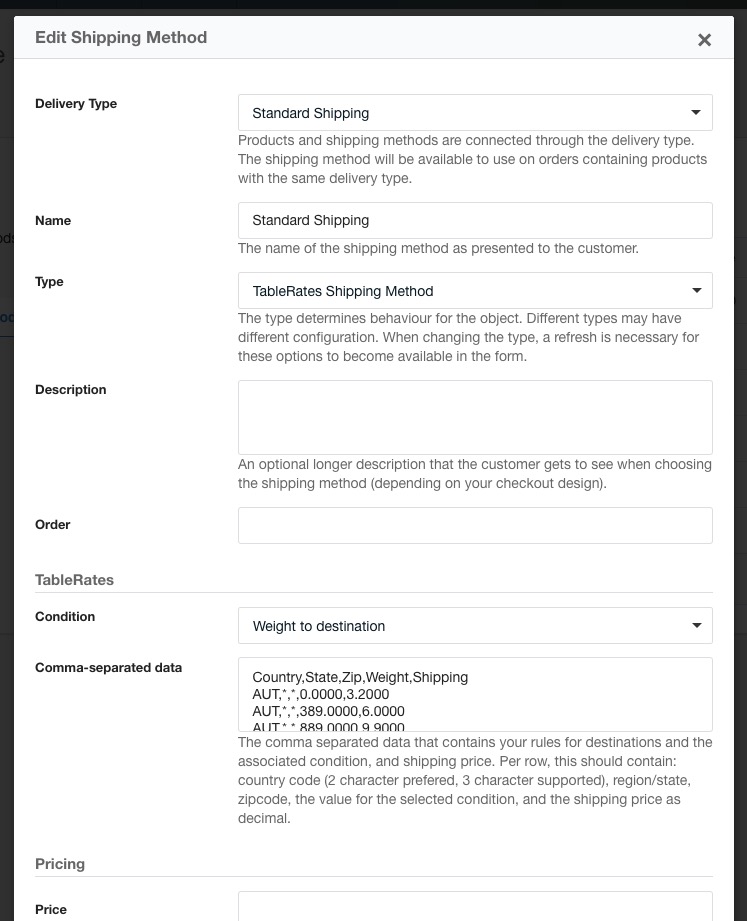 Edit Shipping Method
Delivery Type
Standard Shipping
Products and shipping methods are connected through the delivery type.
The shipping method will be available to use on orders containing products
with the same delivery type.
Name
Standard Shipping
The name of the shipping method as presented to the customer.
Type
TableRates Shipping Method
The type determines behaviour for the object. Different types may have
different configuration. When changing the type, a refresh is necessary for
these options to become available in the form.
Description
An optional longer description that the customer gets to see when choosing
the shipping method (depending on your checkout design).
Order
TableRates
Condition
Weight to destination
Comma-separated data
Country,State,Zip,Weight,Shipping
AUT,*,*,0.0000,3.2000
AUT,*,*,389.0000,6.0000
AUT,*,*,889.0000,9.9000
The comma separated data that contains your rules for destinations and the
associated condition, and shipping price. Per row, this should contain:
country code (2 character prefered, 3 character supported), region/state,
zipcode, the value for the selected condition, and the shipping price as
decimal.
Pricing
Price